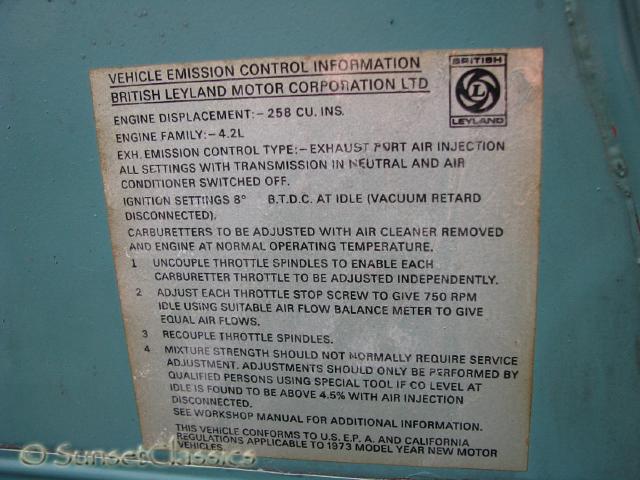 VEHICLE EMISSION CONTROL INFORMATION
BRITISH LEYLAND MOTOR CORPORATION LTD
BRITISH
L
LEYLAND
ENGINE DISPLACEMENT:- 258 CU. INS.
ENGINE FAMILY:- 4.2L
EXH. EMISSION CONTROL TYPE:- EXHAUST PORT AIR INJECTION
ALL SETTINGS WITH TRANSMISSION IN NEUTRAL AND AIR
CONDITIONER SWITCHED OFF.
IGNITION SETTINGS 8° B.T.D.C. AT IDLE (VACUUM RETARD
DISCONNECTED).
CARBURETTERS TO BE ADJUSTED WITH AIR CLEANER REMOVED
AND ENGINE AT NORMAL OPERATING TEMPERATURE.
1 UNCOUPLE THROTTLE SPINDLES TO ENABLE EACH
CARBURETTER THROTTLE TO BE ADJUSTED INDEPENDENTLY.
2 ADJUST EACH THROTTLE STOP SCREW TO GIVE 750 RPM
IDLE USING SUITABLE AIR FLOW BALANCE METER TO GIVE
EQUAL AIR FLOWS.
3 RECOUPLE THROTTLE SPINDLES.
4 MIXTURE STRENGTH SHOULD NOT NORMALLY REQUIRE SERVICE
ADJUSTMENT. ADJUSTMENTS SHOULD ONLY BE PERFORMED BY
QUALIFIED PERSONS USING SPECIAL TOOL IF CO LEVEL AT
IDLE IS FOUND TO BE ABOVE 4.5% WITH AIR INJECTION
DISCONNECTED.
SEE WORKSHOP MANUAL FOR ADDITIONAL INFORMATION.
THIS VEHICLE CONFORMS TO U.S. E.P. A. AND CALIFORNIA
REGULATIONS APPLICABLE TO 1973 MODEL YEAR NEW MOTOR
VEHICLES
© SunsetClassics